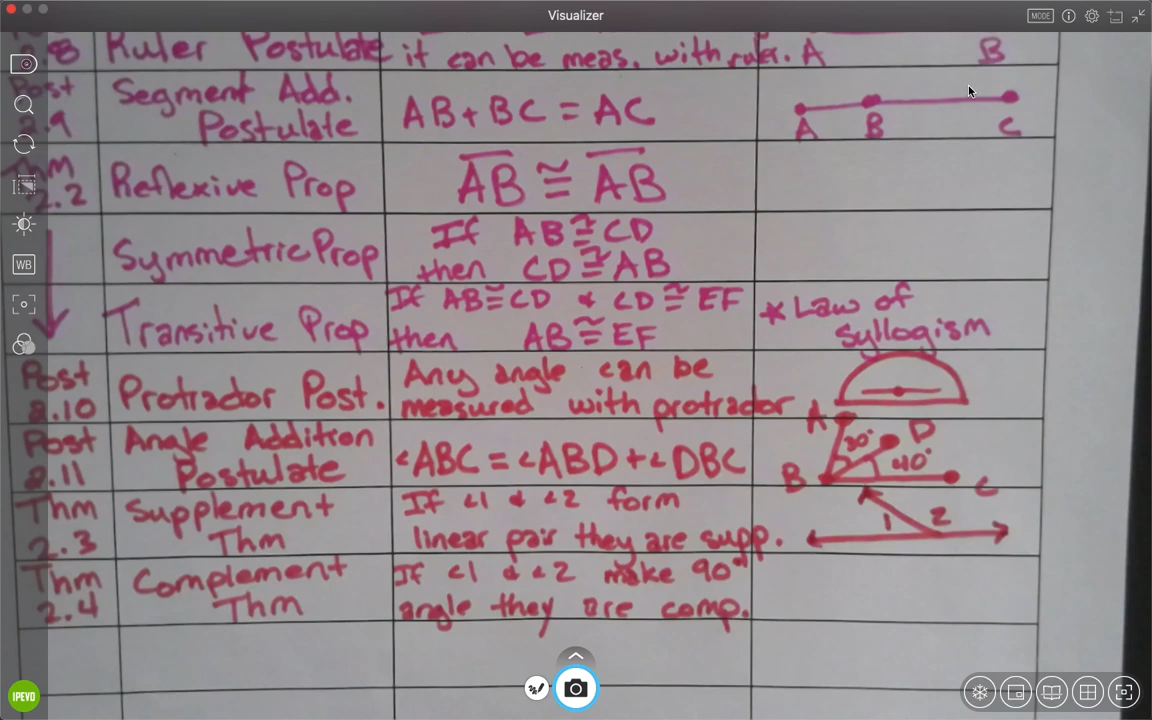 Visualizer
MODE
2.8 Ruler Postulate it can be meas. with ruler. A B
Post 2.9 Segment Add. Postulate AB + BC = AC A B C
Thm 2.2 Reflexive Prop AB ≅ AB
Symmetric Prop If AB ≅ CD
then CD ≅ AB
Transitive Prop If AB ≅ CD & CD ≅ EF
then AB ≅ EF
* Law of
Syllogism
Post 2.10 Protractor Post. Any angle can be
measured with protractor
Post 2.11 Angle Addition Postulate ∠ABC = ∠ABD + ∠DBC
A 30° D
B 40° C
Thm 2.3 Supplement Thm If ∠1 & ∠2 form
linear pair they are supp.
1 2
Thm 2.4 Complement Thm If ∠1 & ∠2 make 90°
angle they are comp.
WB
IPEVO